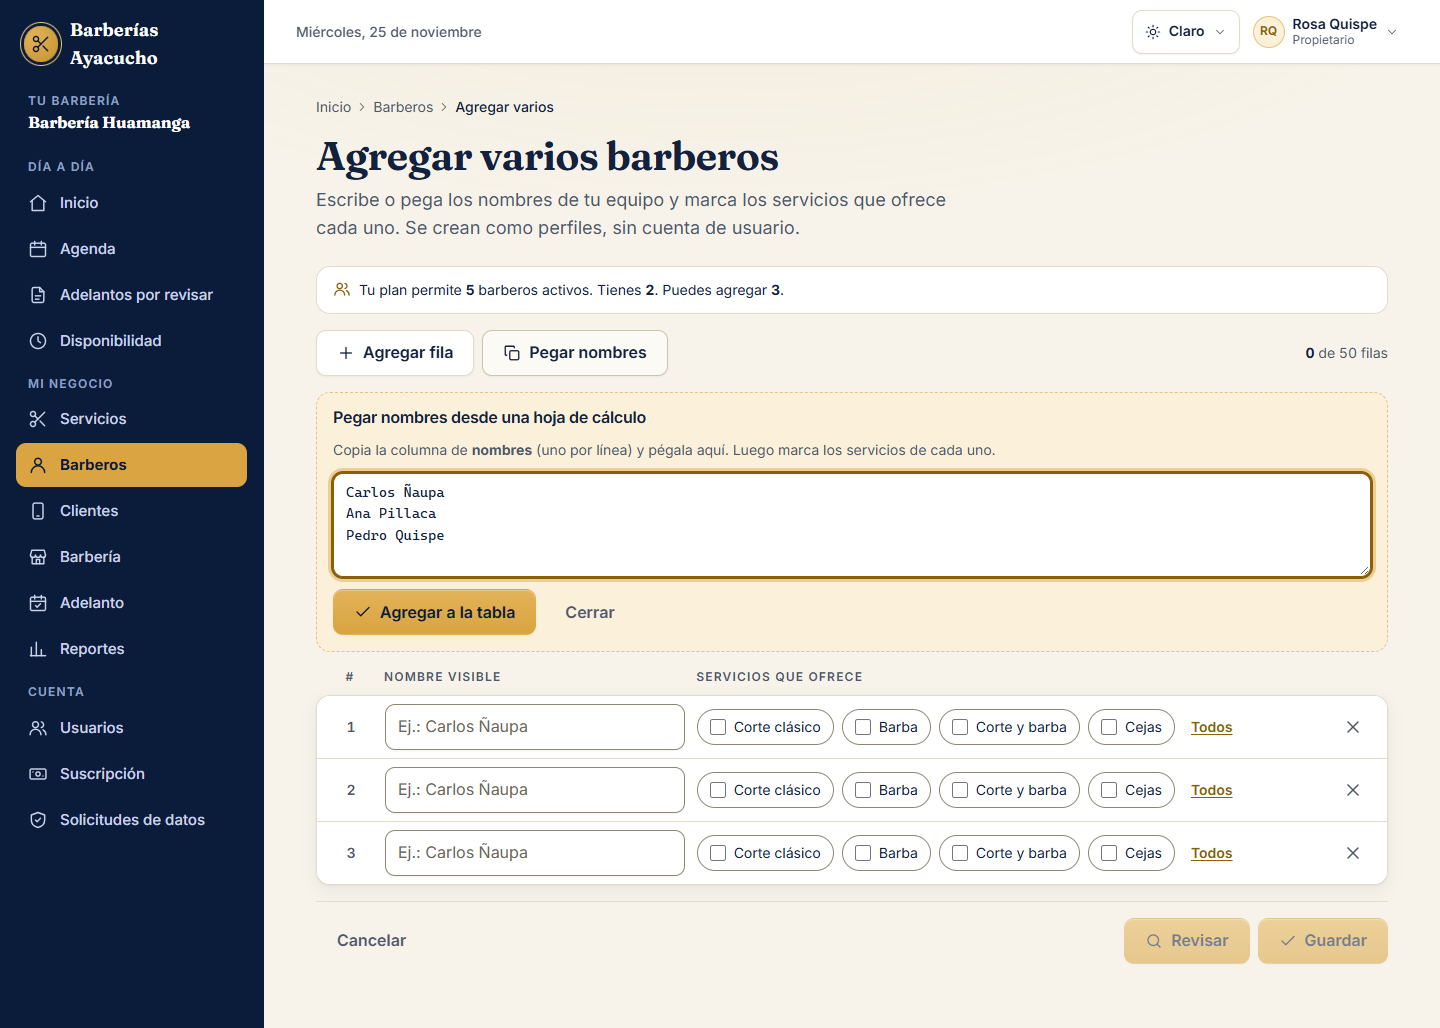 Barberías
Ayacucho
TU BARBERÍA
Barbería Huamanga
DÍA A DÍA
Inicio
Agenda
Adelantos por revisar
Disponibilidad
MI NEGOCIO
Servicios
Barberos
Clientes
Barbería
Adelanto
Reportes
CUENTA
Usuarios
Suscripción
Solicitudes de datos
Miércoles, 25 de noviembre
Claro
RQ
Rosa Quispe
Propietario
Inicio > Barberos > Agregar varios
Agregar varios barberos
Escribe o pega los nombres de tu equipo y marca los servicios que ofrece
cada uno. Se crean como perfiles, sin cuenta de usuario.
Tu plan permite 5 barberos activos. Tienes 2. Puedes agregar 3.
Agregar fila
Pegar nombres
0 de 50 filas
Pegar nombres desde una hoja de cálculo
Copia la columna de nombres (uno por línea) y pégala aquí. Luego marca los servicios de cada uno.
Carlos Ñaupa
Ana Pillaca
Pedro Quispe
Agregar a la tabla
Cerrar
# NOMBRE VISIBLE SERVICIOS QUE OFRECE
1 Ej.: Carlos Ñaupa Corte clásico Barba Corte y barba Cejas Todos
2 Ej.: Carlos Ñaupa Corte clásico Barba Corte y barba Cejas Todos
3 Ej.: Carlos Ñaupa Corte clásico Barba Corte y barba Cejas Todos
Cancelar
Revisar
Guardar